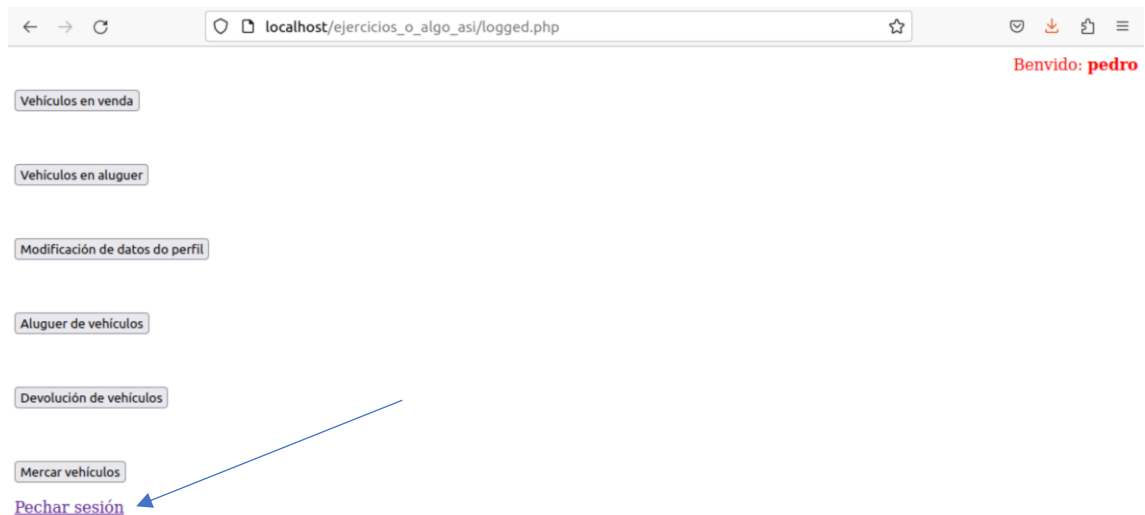 localhost/ejercicios_o_algo_asi/logged.php
Benvido: pedro
Vehículos en venda
Vehículos en aluguer
Modificación de datos do perfil
Aluguer de vehículos
Devolución de vehículos
Mercar vehículos
Pechar sesión